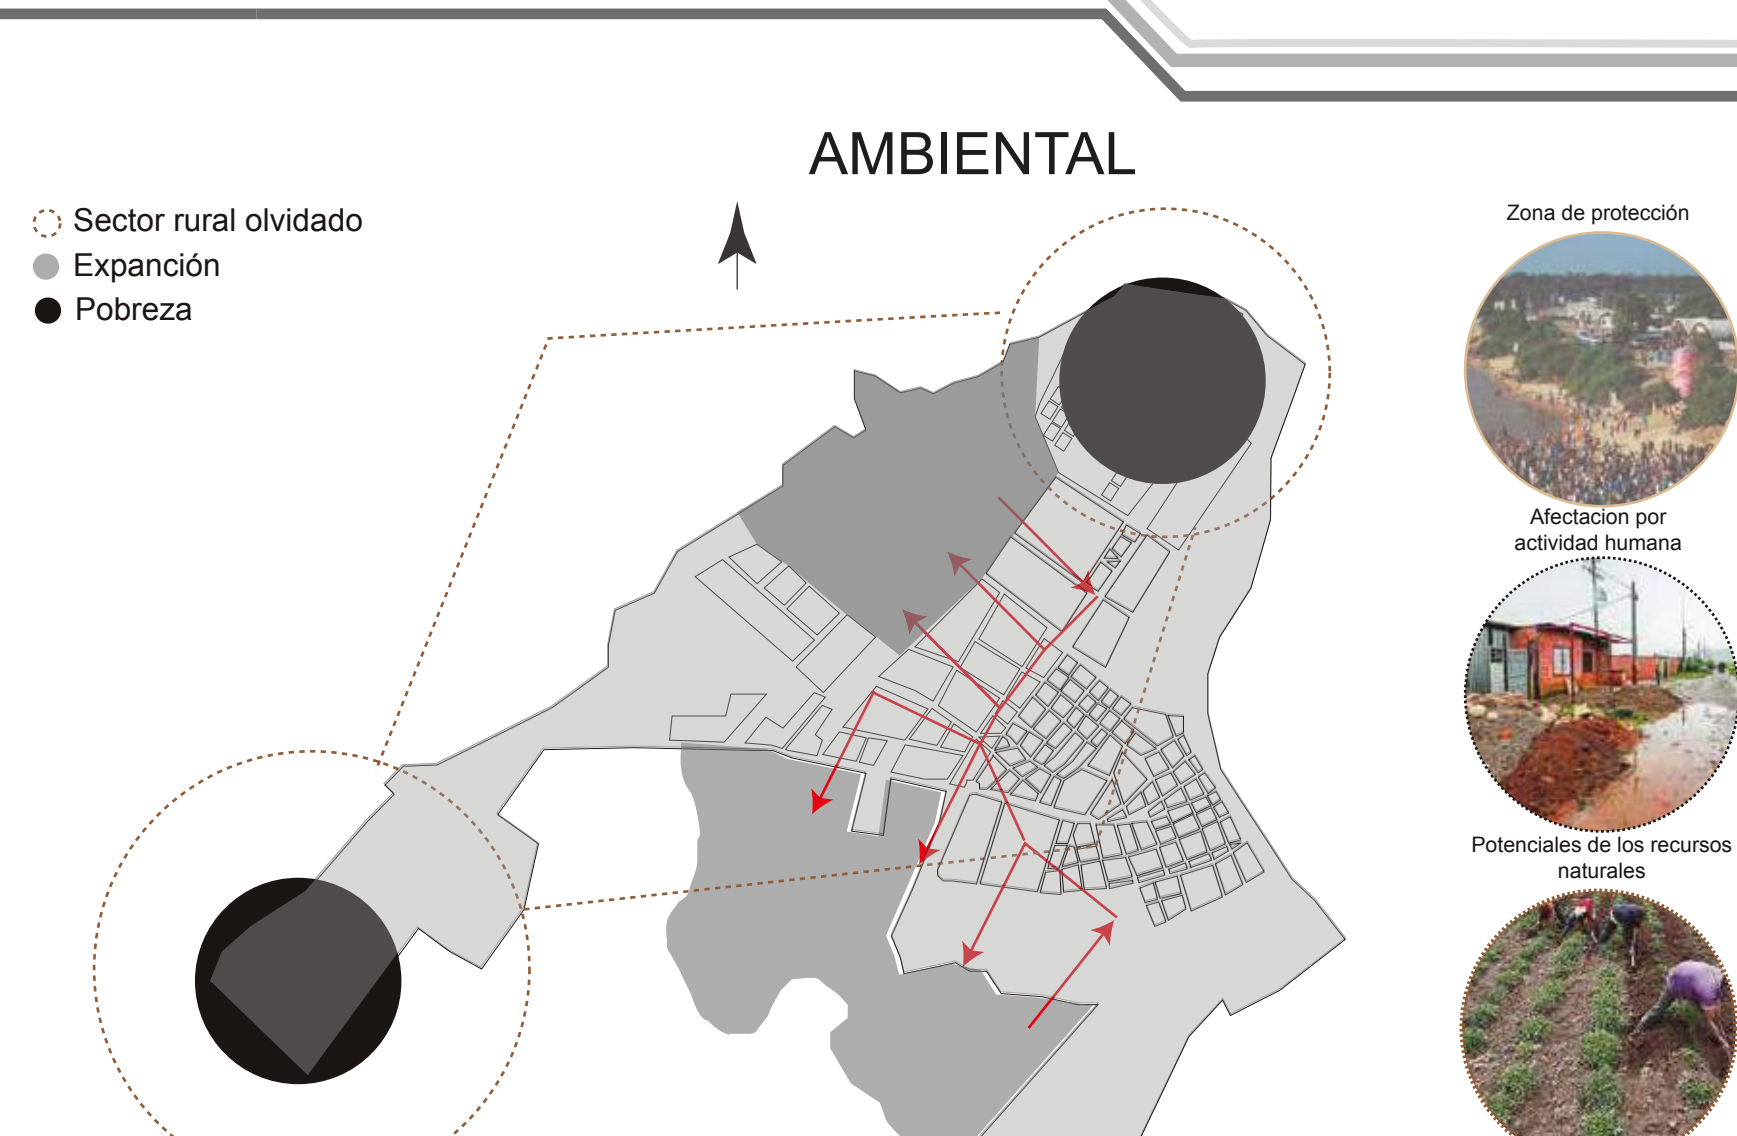 AMBIENTAL
Sector rural olvidado
Expanción
Pobreza
Zona de protección
Afectacion por
actividad humana
Potenciales de los recursos
naturales